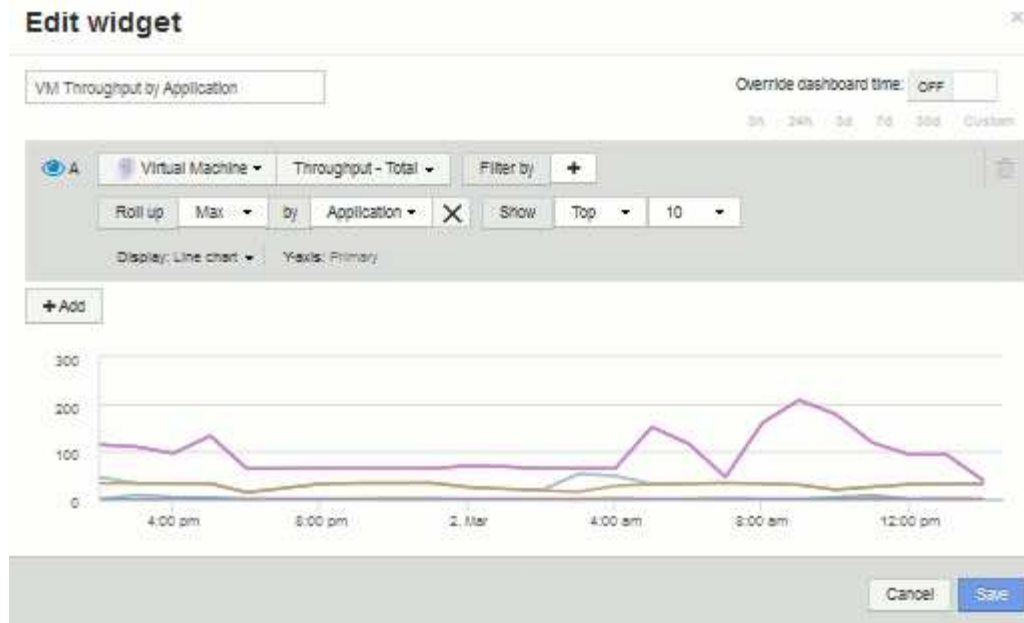 Edit widget
×
VM Throughput by Application
Override dashboard time: OFF
3h 24h 3d 7d 30d Custom
A Virtual Machine Throughput - Total Filter by +
Roll up Max by Application X Show Top 10
Display: Line chart Y-axis: Primary
+ Add
300
200
100
0
4:00 pm 8:00 pm 2. Mar 4:00 am 8:00 am 12:00 pm
Cancel Save